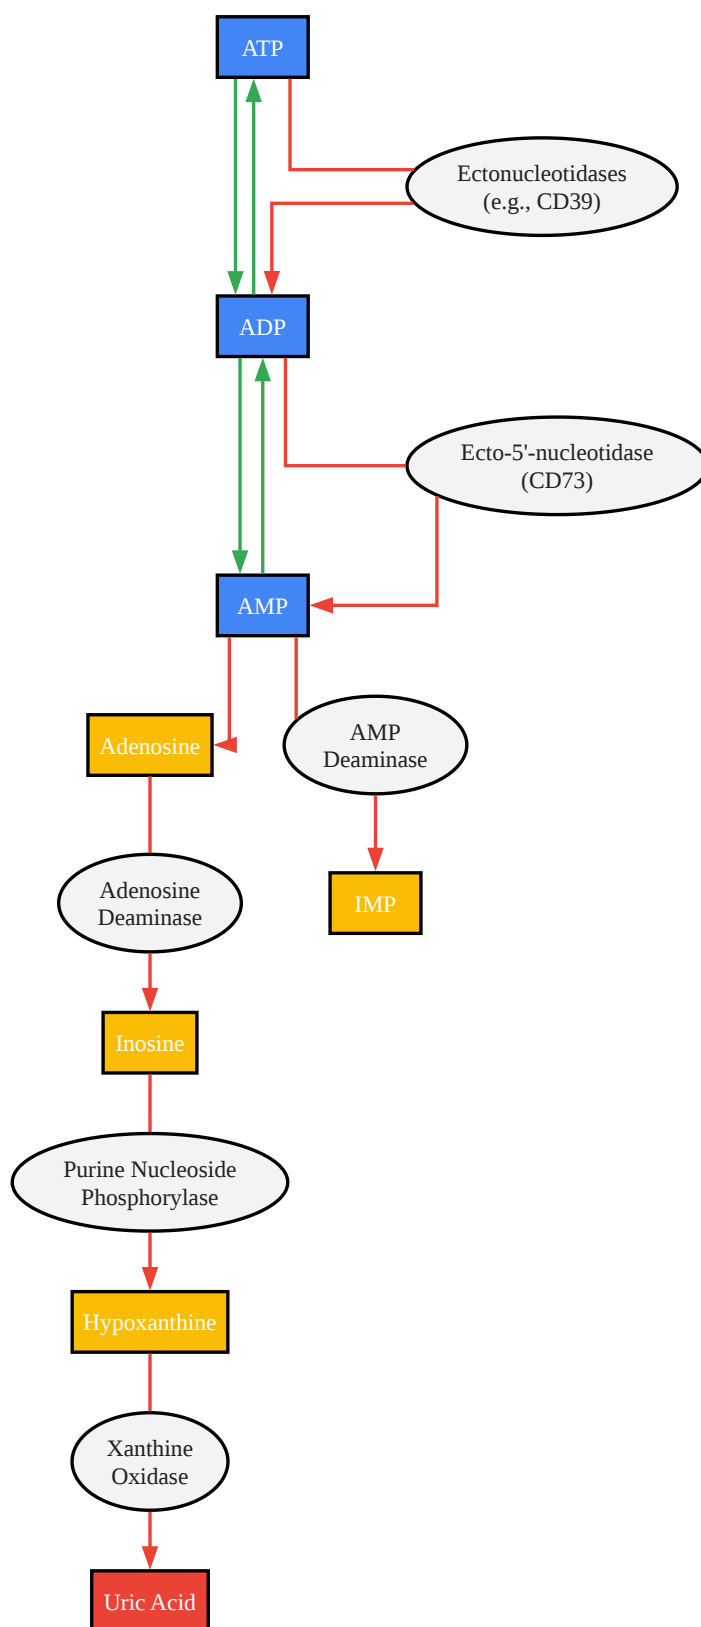 ATP
Ectonucleotidases
(e.g., CD39)
ADP
Ecto-5'-nucleotidase
(CD73)
AMP
Adenosine
AMP
Deaminase
Adenosine
Deaminase
IMP
Inosine
Purine Nucleoside
Phosphorylase
Hypoxanthine
Xanthine
Oxidase
Uric Acid